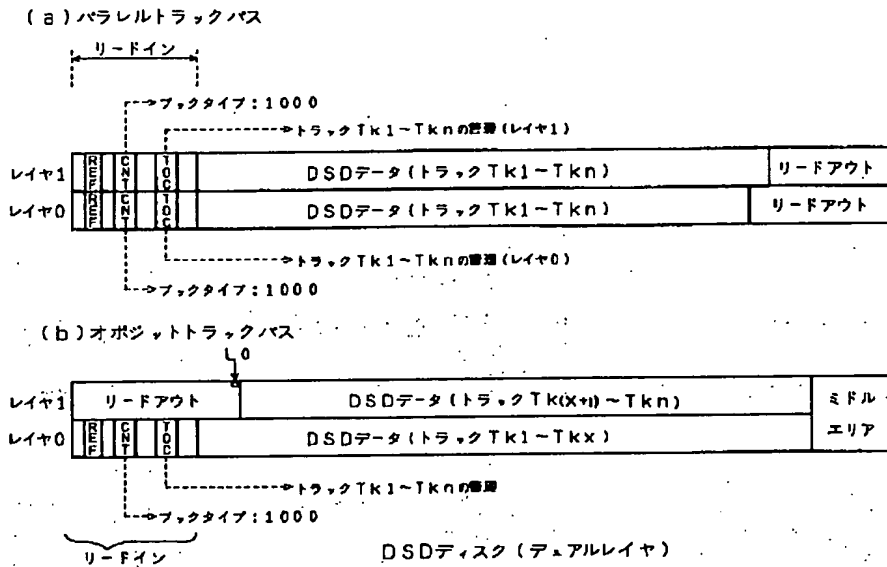 (a)パラレルトラックパス
リードイン
ブックタイプ:1000
トラックTk1~Tknの管理(レイヤ1)
レイヤ1 REF CNT TOC DSDデータ(トラックTk1~Tkn) リードアウト
レイヤ0 REF CNT TOC DSDデータ(トラックTk1~Tkn) リードアウト
トラックTk1~Tknの管理(レイヤ0)
ブックタイプ:1000
(b)オポジットトラックパス
LO
レイヤ1 リードアウト DSDデータ(トラックTk(X+1)~Tkn) ミドル
レイヤ0 REF CNT TOC DSDデータ(トラックTk1~Tkx) エリア
トラックTk1~Tknの管理
ブックタイプ:1000
リードイン
DSDディスク(デュアルレイヤ)